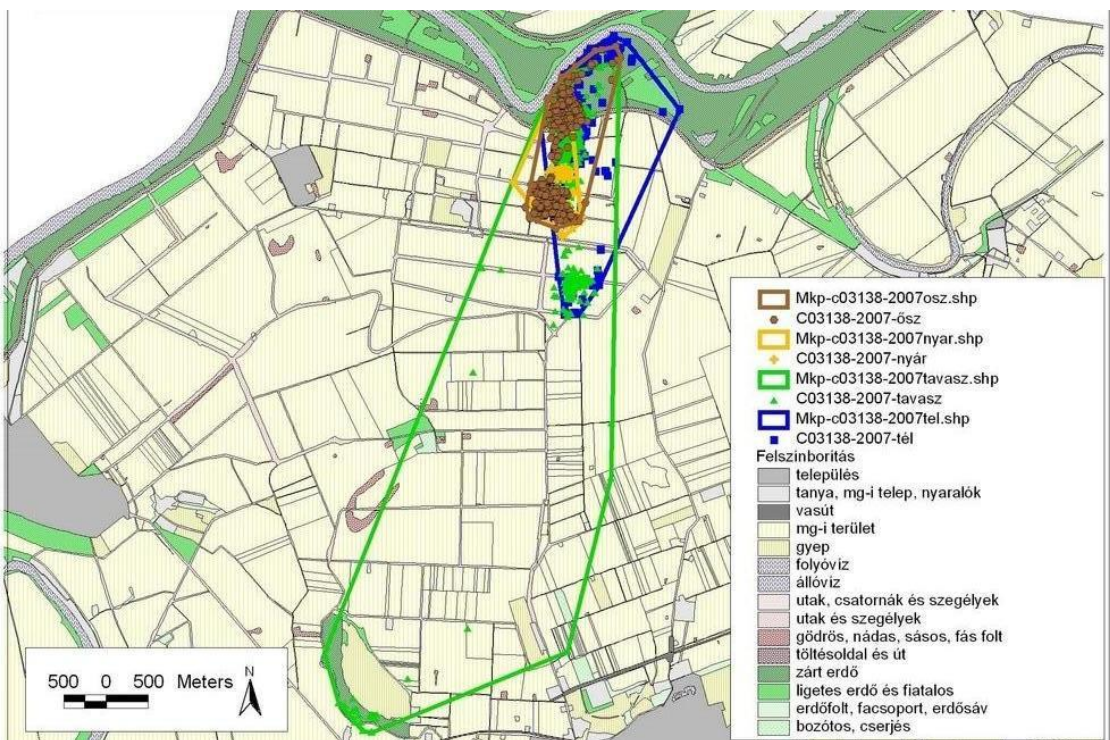 Mkp-c03138-2007osz.shp
C03138-2007-ősz
Mkp-c03138-2007nyar.shp
C03138-2007-nyár
Mkp-c03138-2007tavasz.shp
C03138-2007-tavasz
Mkp-c03138-2007tel.shp
C03138-2007-tél
Felszínborítás
település
tanya, mg-i telep, nyaralók
vasút
mg-i terület
gyep
folyóvíz
állóvíz
utak, csatornák és szegélyek
utak és szegélyek
gödrös, nádas, sásos, fás folt
töltésoldal és út
zárt erdő
ligetes erdő és fiatalos
erdőfolt, facsoport, erdősáv
bozótos, cserjés
500 0 500 Meters
N